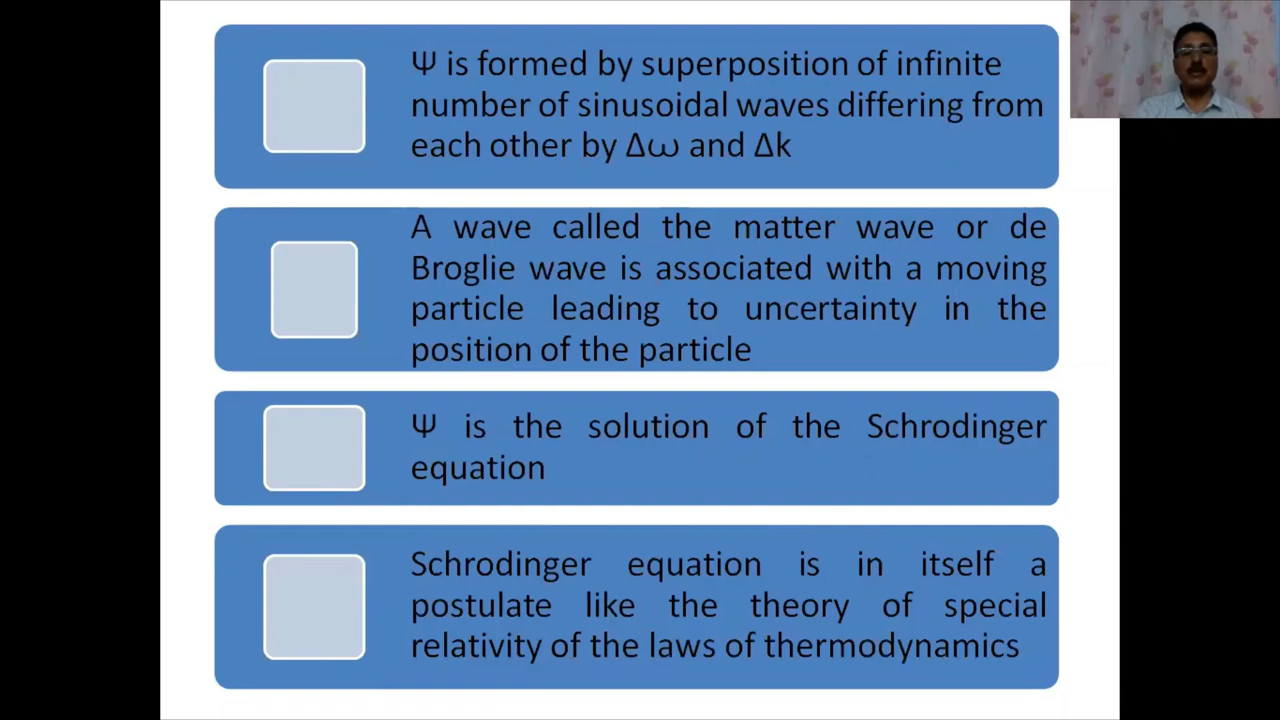 Ψ is formed by superposition of infinite
number of sinusoidal waves differing from
each other by Δω and Δk
A wave called the matter wave or de
Broglie wave is associated with a moving
particle leading to uncertainty in the
position of the particle
Ψ is the solution of the Schrodinger
equation
Schrodinger equation is in itself a
postulate like the theory of special
relativity of the laws of thermodynamics